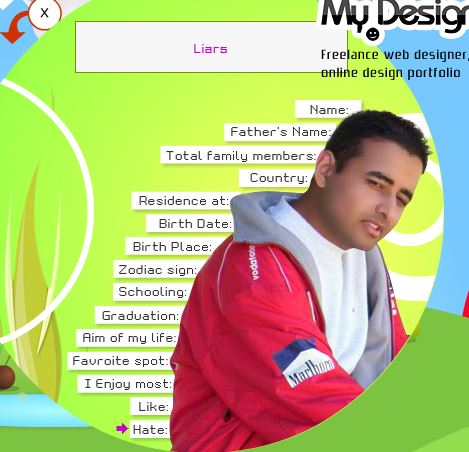 X
My Design
Liars
Freelance web designer,
online design portfolio
Name:
Father's Name:
Total family members:
Country:
Residence at:
Birth Date:
Birth Place:
Zodiac sign:
Schooling:
Graduation:
Aim of my life:
Favroite spot:
I Enjoy most:
Like:
Hate:
vodafone
Marlboro